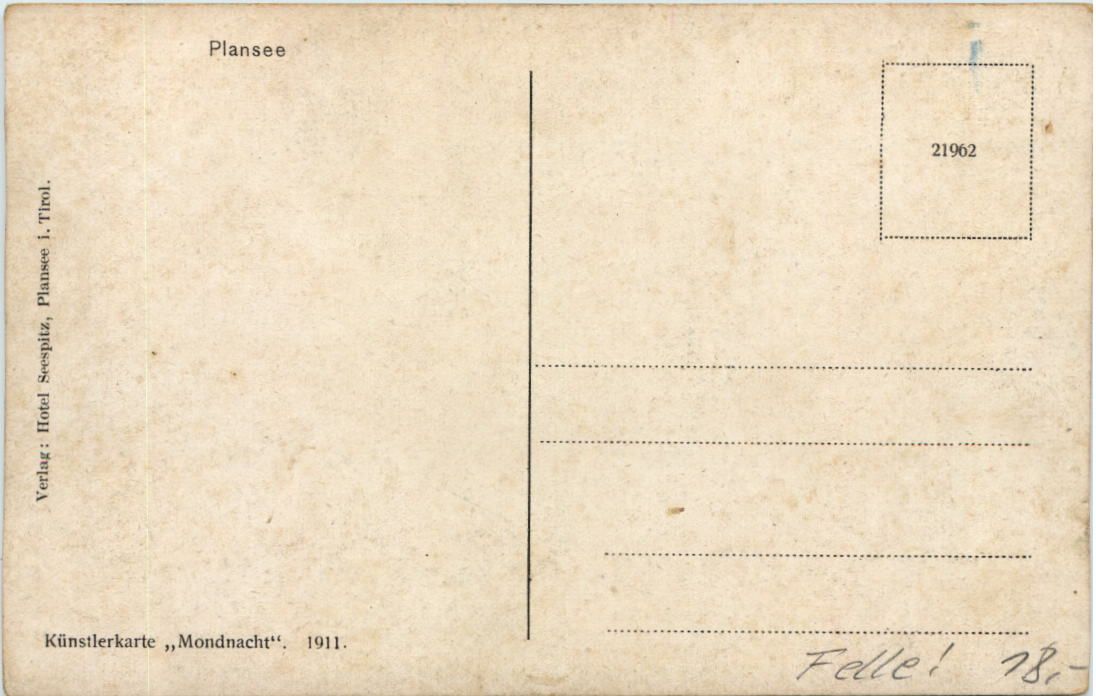 Plansee
21962
Verlag: Hotel Seespitz, Plansee i. Tirol.
Künstlerkarte „Mondnacht“. 1911.
Felle! 18,-